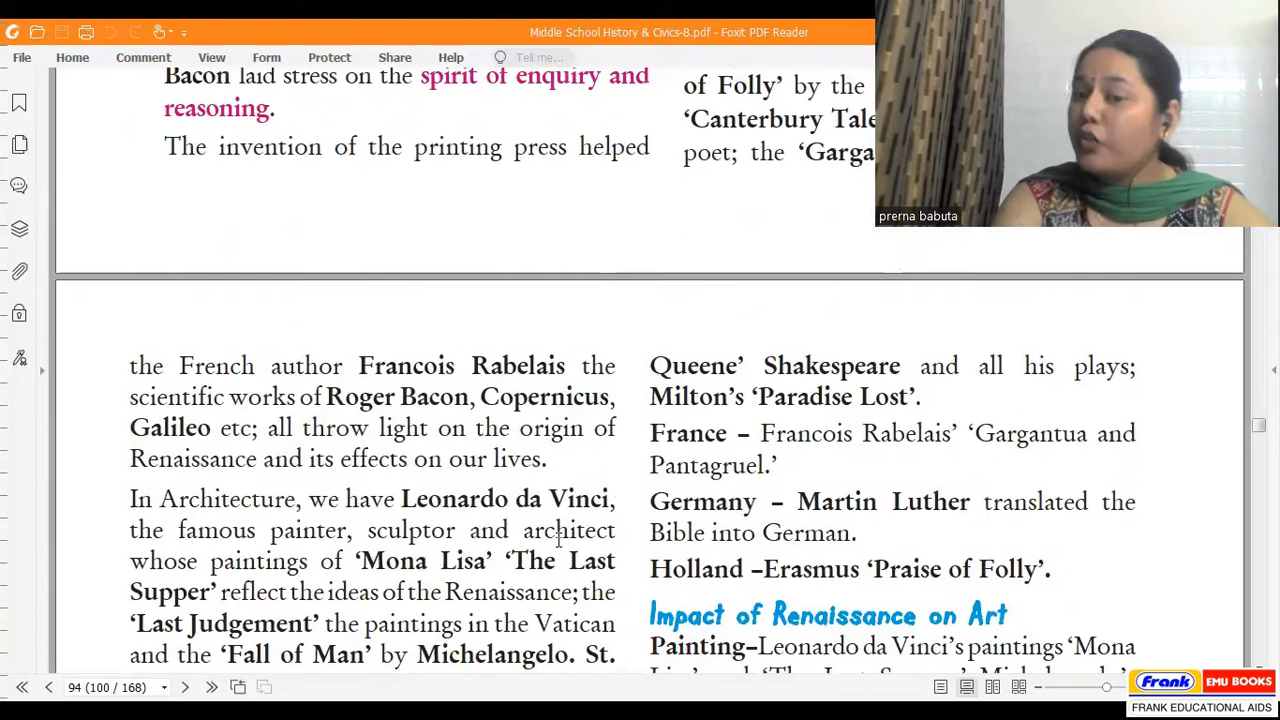 Middle School History & Civics-8.pdf - Foxit PDF Reader
File Home Comment View Form Protect Share Help Tell me...
Bacon laid stress on the spirit of enquiry and
reasoning.
The invention of the printing press helped
of Folly’ by the
‘Canterbury Tale
poet; the ‘Garga
prerna babuta
the French author Francois Rabelais the
scientific works of Roger Bacon, Copernicus,
Galileo etc; all throw light on the origin of
Renaissance and its effects on our lives.
In Architecture, we have Leonardo da Vinci,
the famous painter, sculptor and architect
whose paintings of ‘Mona Lisa’ ‘The Last
Supper’ reflect the ideas of the Renaissance; the
‘Last Judgement’ the paintings in the Vatican
and the ‘Fall of Man’ by Michelangelo. St.
Queene’ Shakespeare and all his plays;
Milton’s ‘Paradise Lost’.
France – Francois Rabelais’ ‘Gargantua and
Pantagruel.’
Germany – Martin Luther translated the
Bible into German.
Holland –Erasmus ‘Praise of Folly’.
Impact of Renaissance on Art
Painting–Leonardo da Vinci’s paintings ‘Mona
94 (100 / 168)
Frank EMU BOOKS
FRANK EDUCATIONAL AIDS